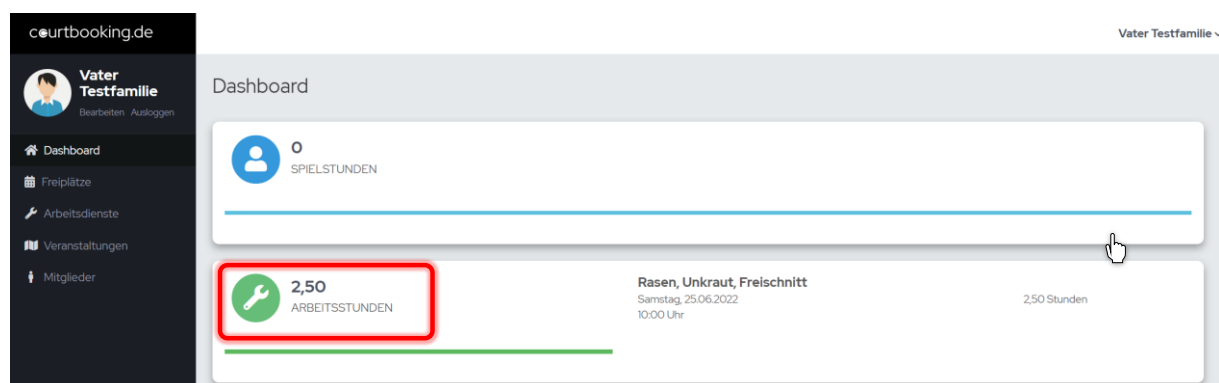 courtbooking.de
Vater Testfamilie
Vater
Testfamilie
Bearbeiten Ausloggen
Dashboard
Freiplätze
Arbeitsdienste
Veranstaltungen
Mitglieder
Dashboard
0
SPIELSTUNDEN
2,50
ARBEITSSTUNDEN
Rasen, Unkraut, Freischnitt
Samstag, 25.06.2022
10:00 Uhr
2,50 Stunden